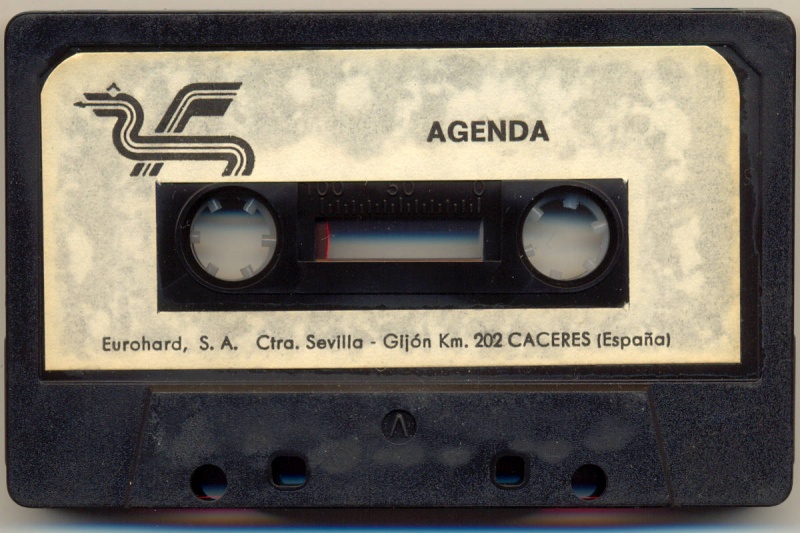 AGENDA
100 50 0
Eurohard, S. A. Ctra. Sevilla - Gijón Km. 202 CACERES (España)